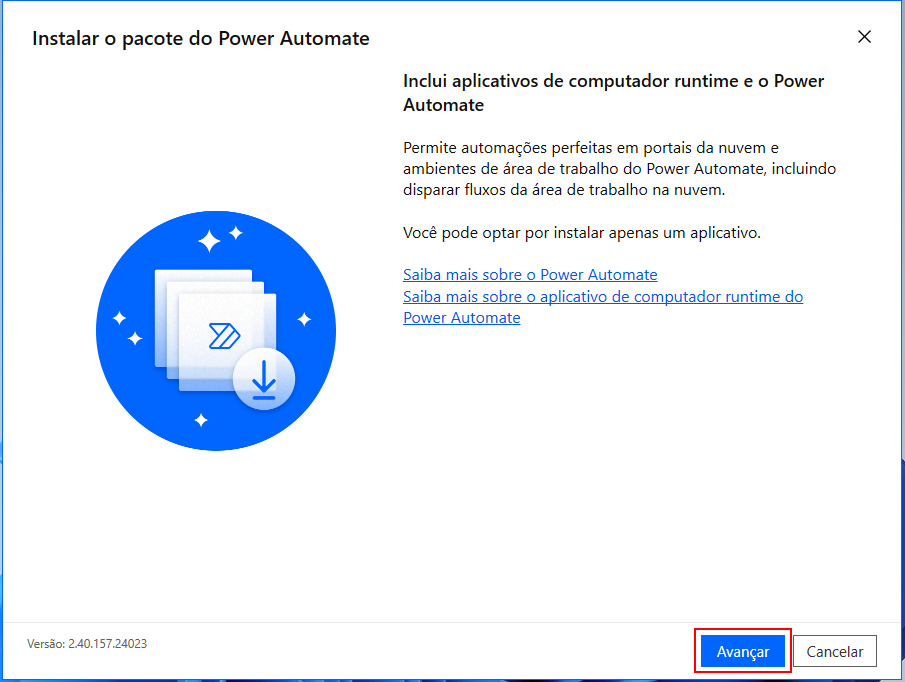 Instalar o pacote do Power Automate
Inclui aplicativos de computador runtime e o Power
Automate
Permite automações perfeitas em portais da nuvem e
ambientes de área de trabalho do Power Automate, incluindo
disparar fluxos da área de trabalho na nuvem.
Você pode optar por instalar apenas um aplicativo.
Saiba mais sobre o Power Automate
Saiba mais sobre o aplicativo de computador runtime do
Power Automate
Versão: 2.40.157.24023
Avançar
Cancelar